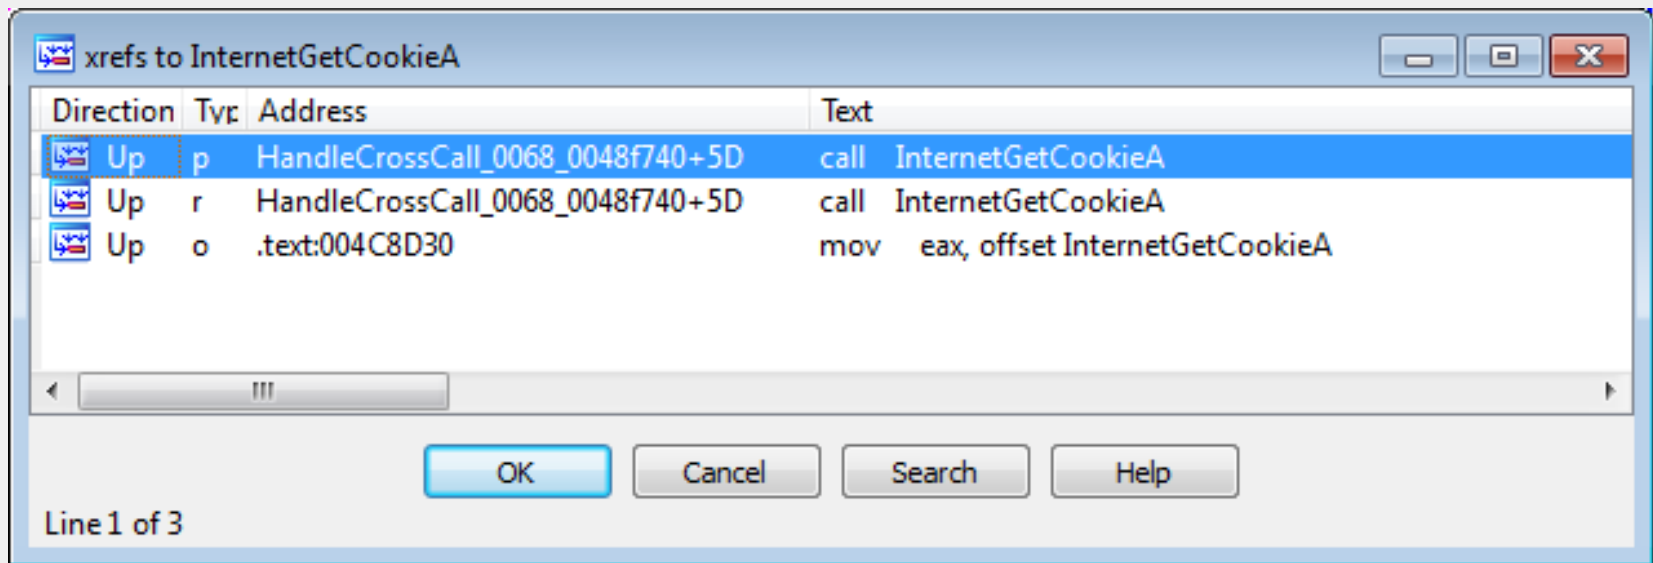 xrefs to InternetGetCookieA
Direction Typ Address Text
Up p HandleCrossCall_0068_0048f740+5D call InternetGetCookieA
Up r HandleCrossCall_0068_0048f740+5D call InternetGetCookieA
Up o .text:004C8D30 mov eax, offset InternetGetCookieA
OK Cancel Search Help
Line 1 of 3